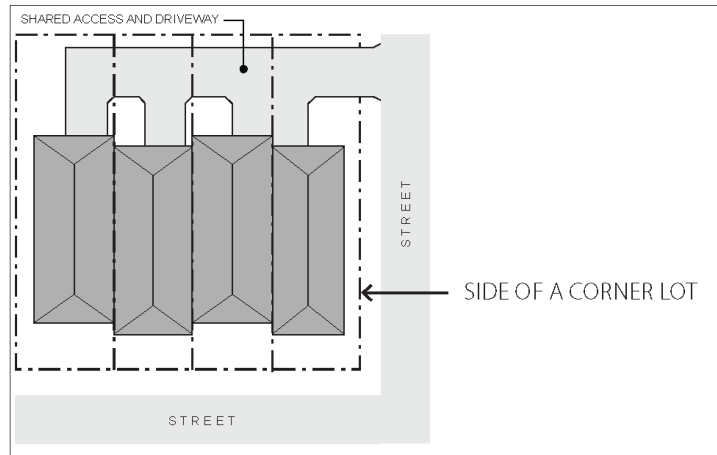 SHARED ACCESS AND DRIVEWAY
STREET
SIDE OF A CORNER LOT
STREET